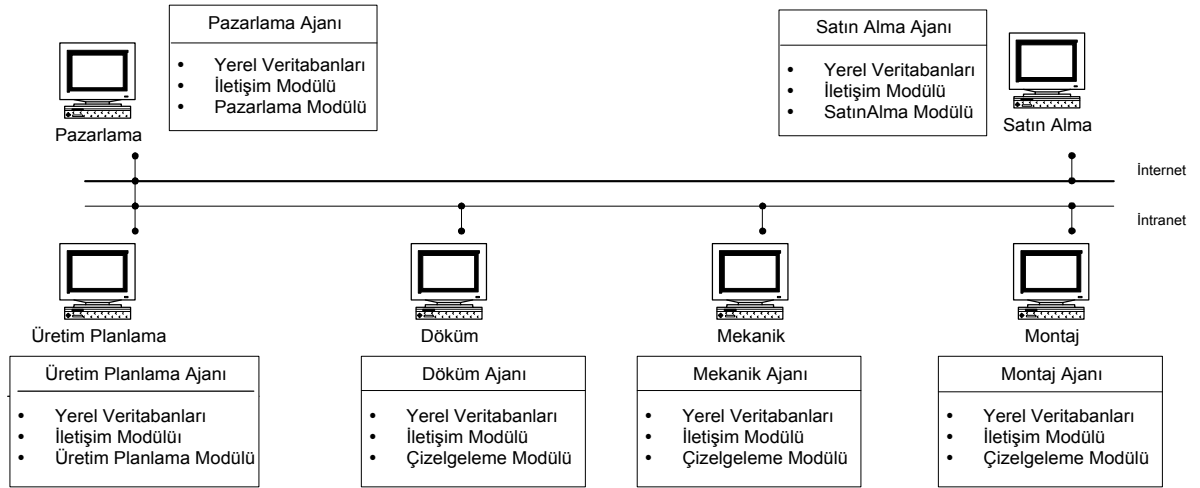 Pazarlama Ajanı
• Yerel Veritabanları
• İletişim Modülü
• Pazarlama Modülü
Pazarlama
Satın Alma Ajanı
• Yerel Veritabanları
• İletişim Modülü
• SatınAlma Modülü
Satın Alma
İnternet
İntranet
Üretim Planlama
Döküm
Mekanik
Montaj
Üretim Planlama Ajanı
• Yerel Veritabanları
• İletişim Modülüı
• Üretim Planlama Modülü
Döküm Ajanı
• Yerel Veritabanları
• İletişim Modülü
• Çizelgeleme Modülü
Mekanik Ajanı
• Yerel Veritabanları
• İletişim Modülü
• Çizelgeleme Modülü
Montaj Ajanı
• Yerel Veritabanları
• İletişim Modülü
• Çizelgeleme Modülü